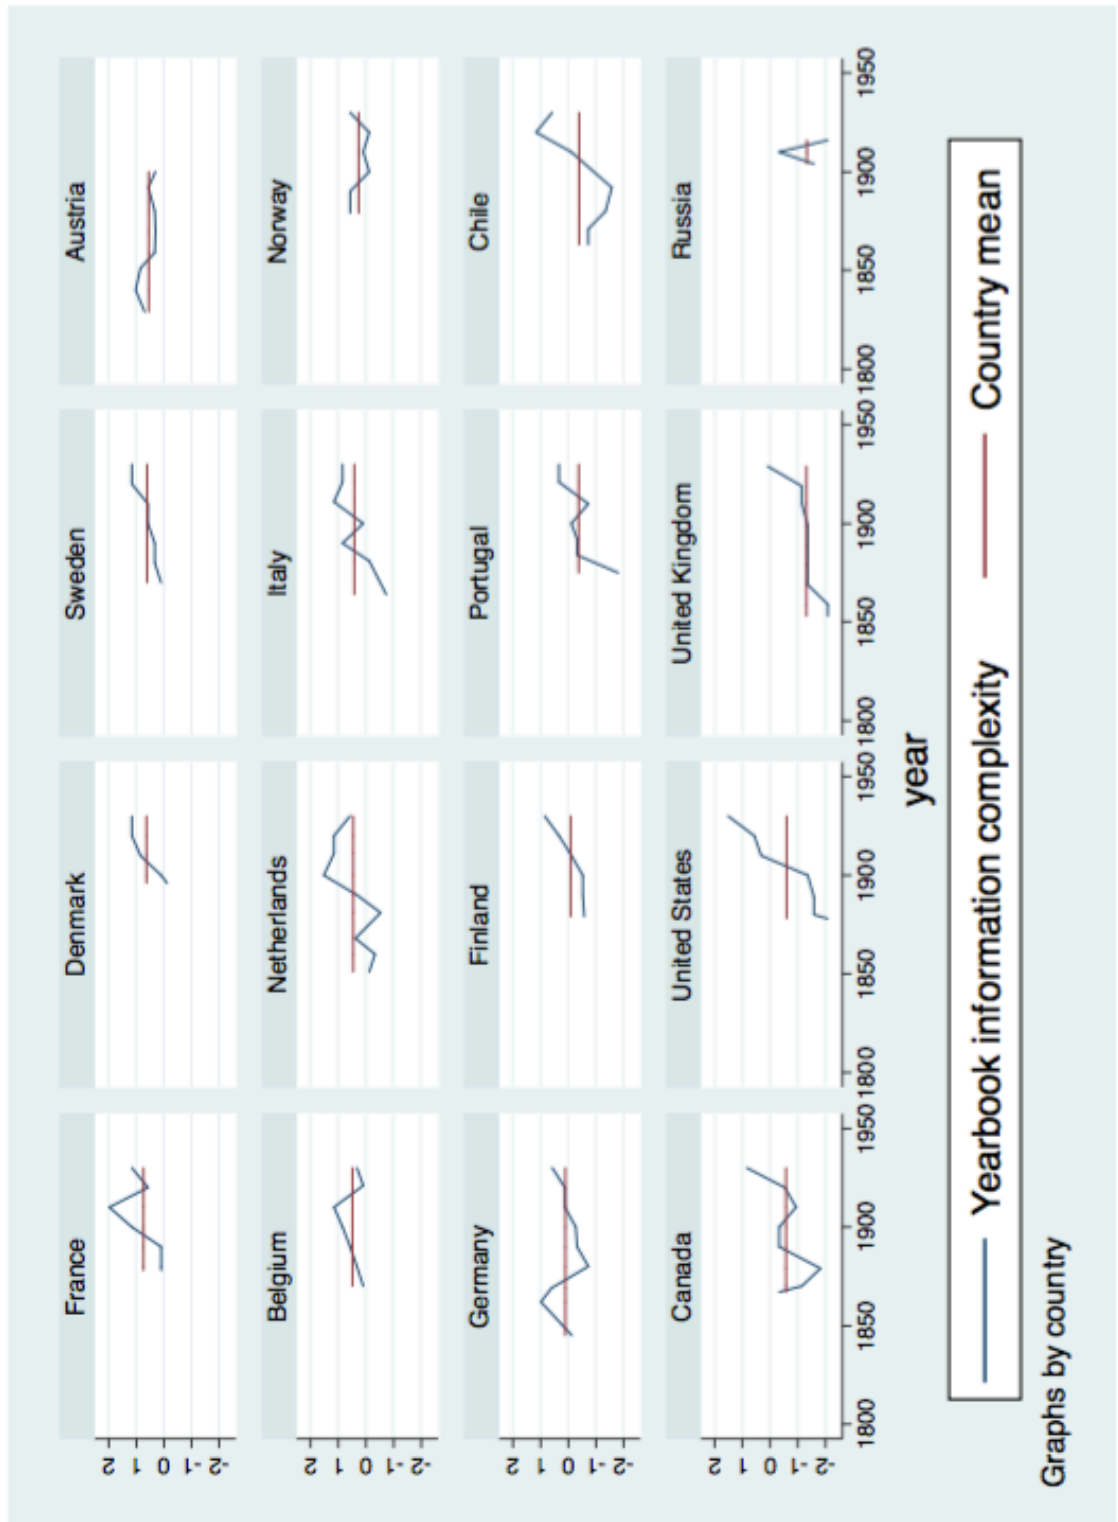 France
Denmark
Sweden
Austria
2
1
0
-1
-2
Belgium
Netherlands
Italy
Norway
2
1
0
-1
-2
Germany
Finland
Portugal
Chile
2
1
0
-1
-2
Canada
United States
United Kingdom
Russia
2
1
0
-1
-2
1800 1850 1900 1950 1800 1850 1900 1950 1800 1850 1900 1950 1800 1850 1900 1950
year
Yearbook information complexity Country mean
Graphs by country